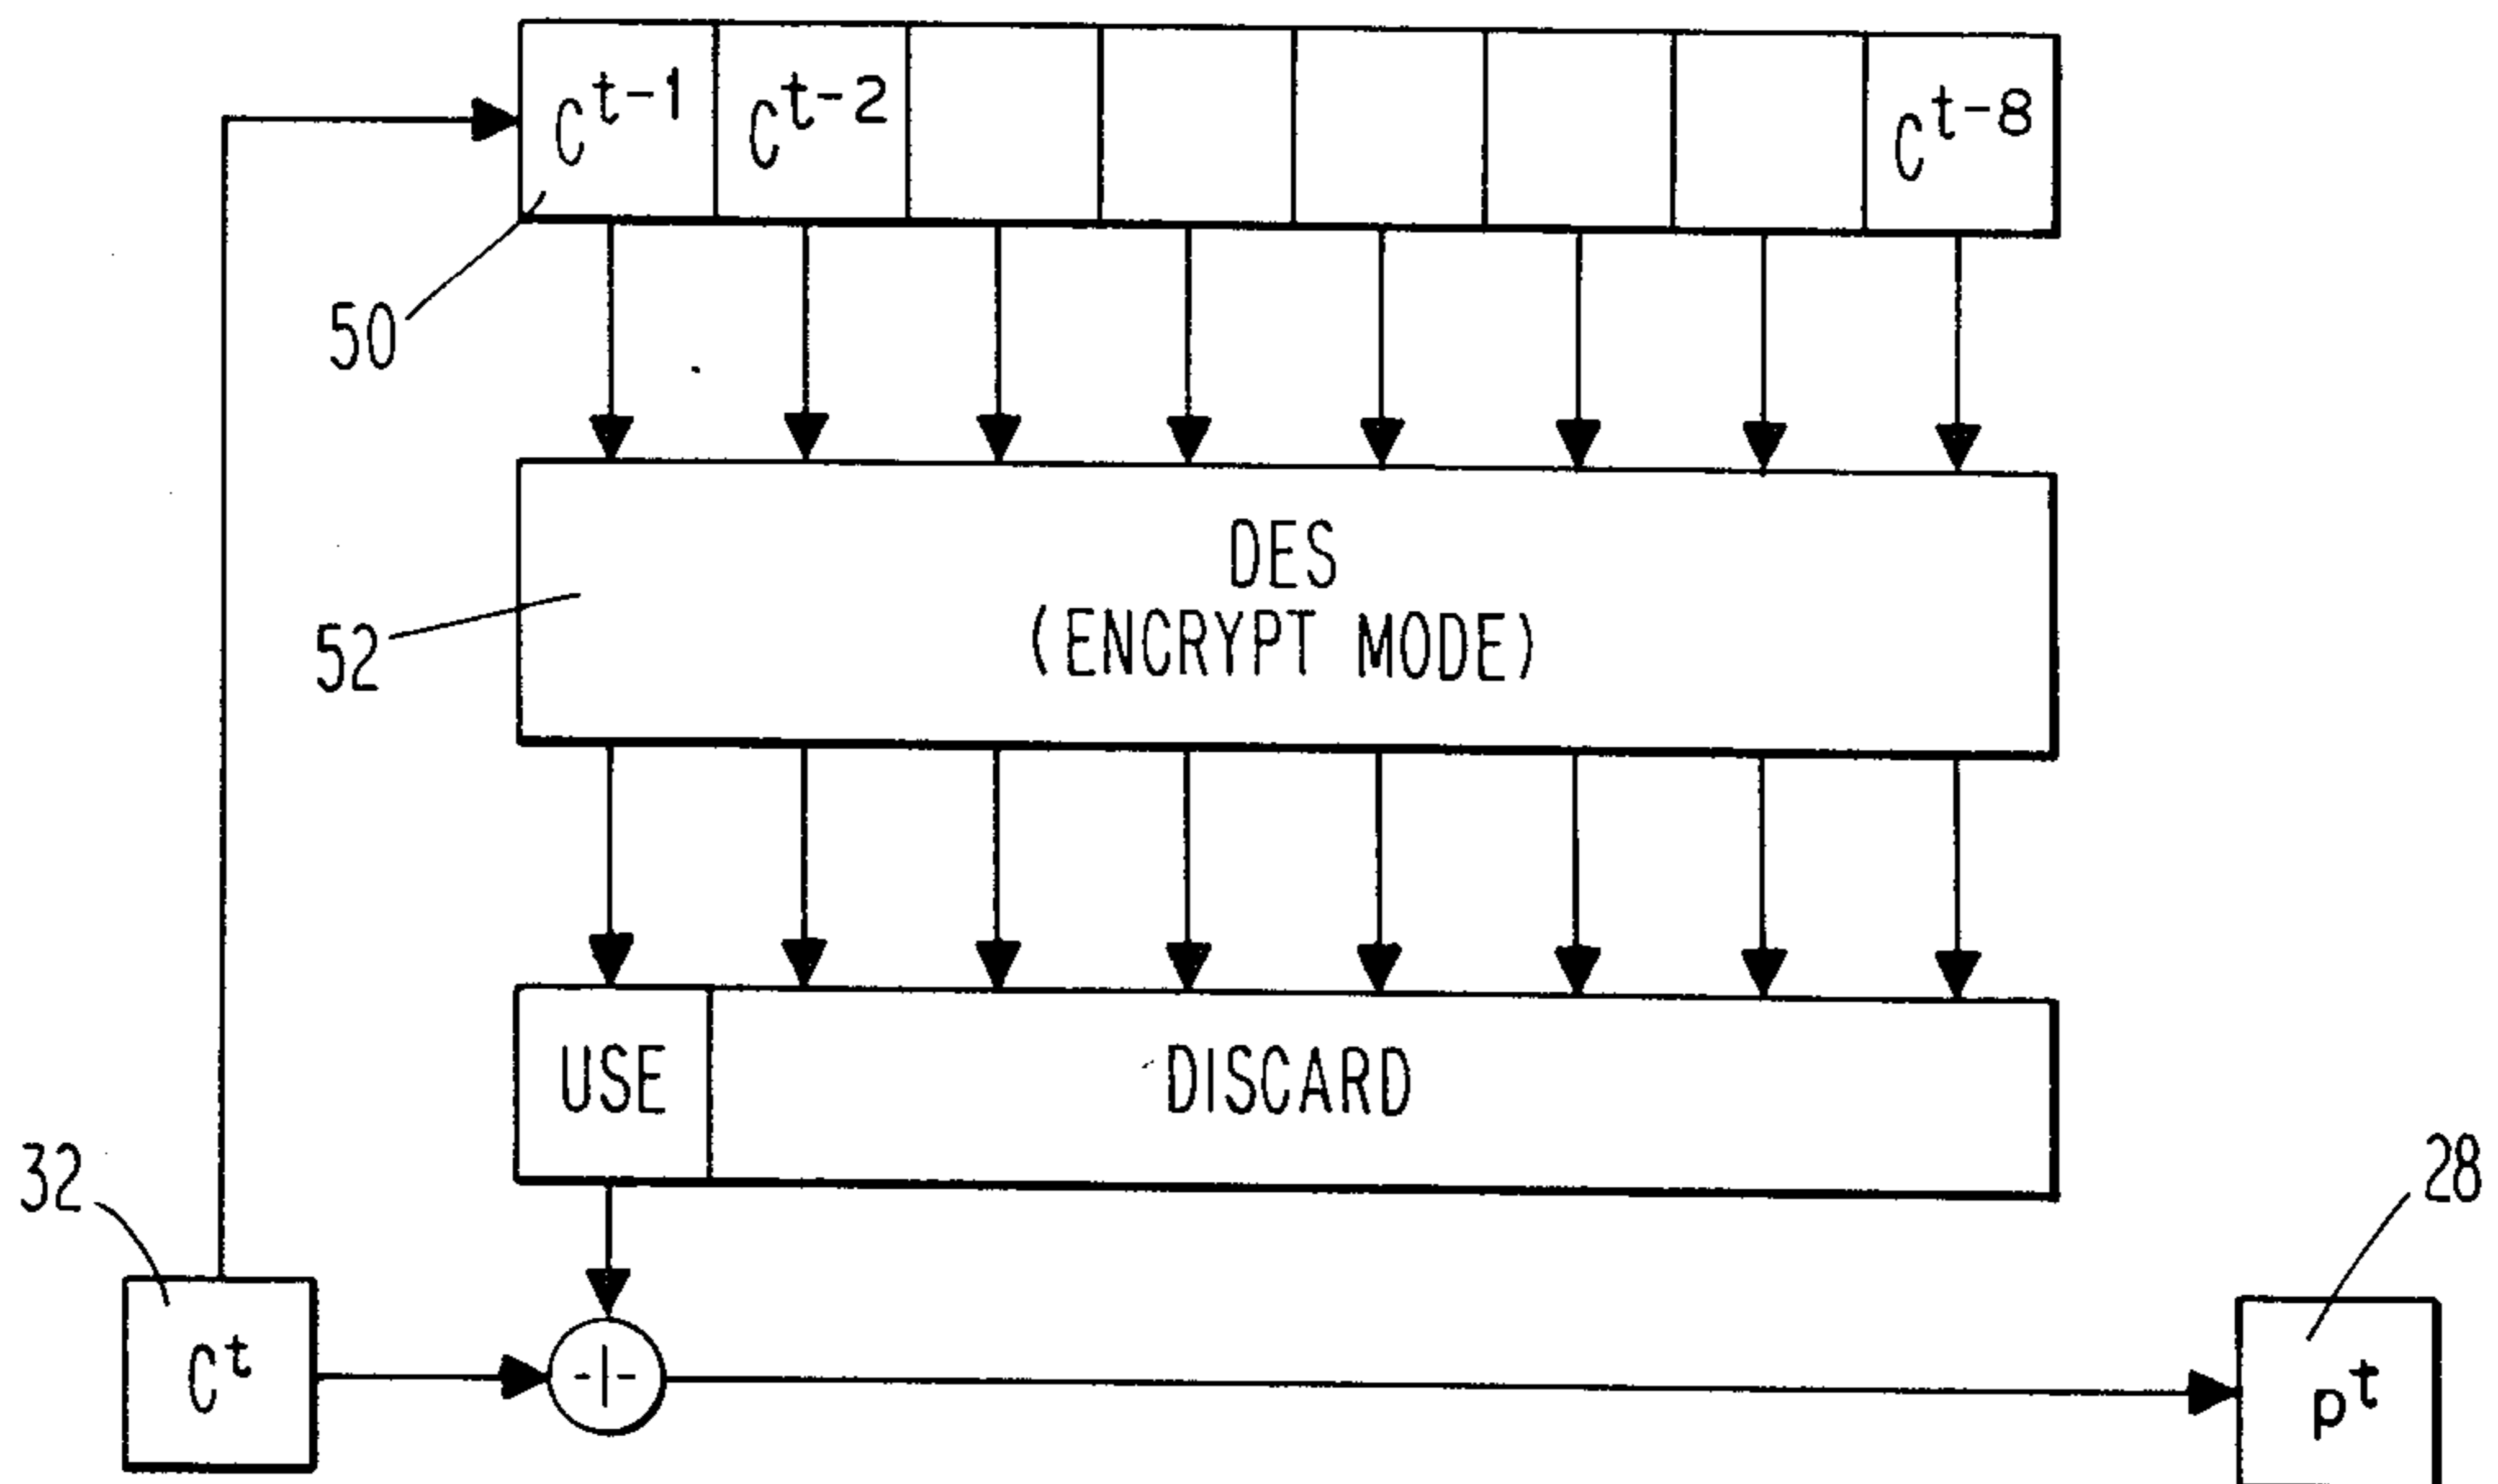 C^t-1 C^t-2 C^t-8
50
DES
52
(ENCRYPT MODE)
USE DISCARD
32
28
C^t
+
P^t